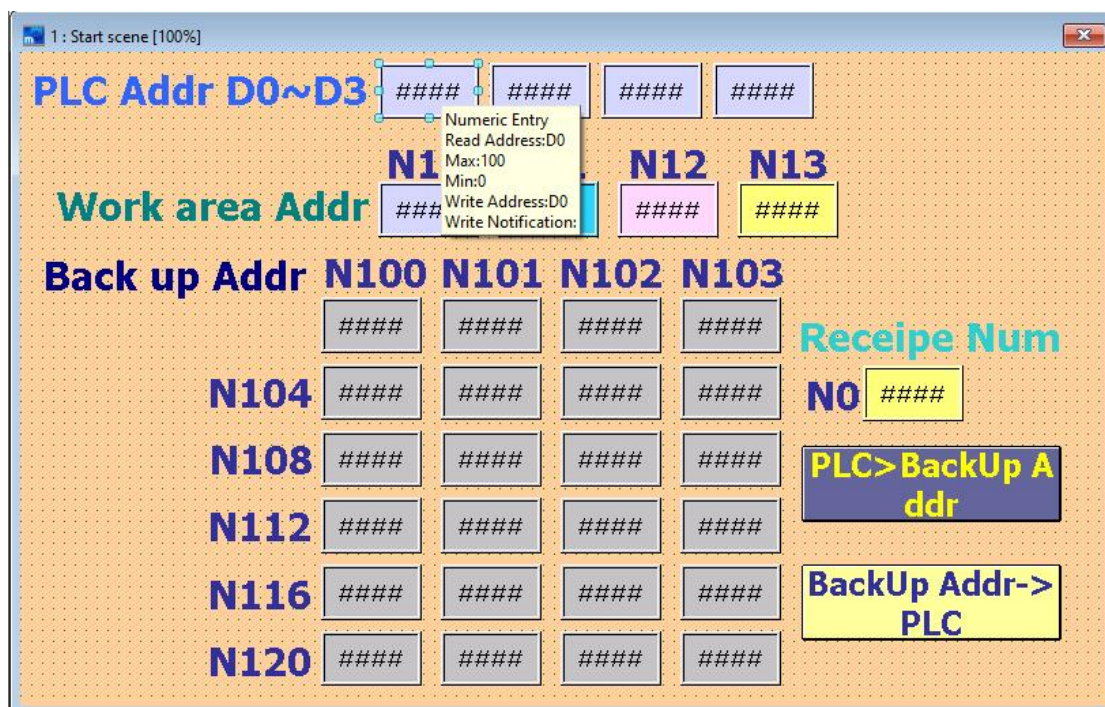 1 : Start scene [100%]
PLC Addr D0~D3 #### #### #### ####
Numeric Entry
Read Address:D0
Max:100
Min:0
Write Address:D0
Write Notification:
N12 N13
Work area Addr #### ####
Back up Addr N100 N101 N102 N103
#### #### #### ####
Receipe Num
N104 #### #### #### ####
N0 ####
N108 #### #### #### ####
PLC>BackUp A
ddr
N112 #### #### #### ####
N116 #### #### #### ####
BackUp Addr->
PLC
N120 #### #### #### ####